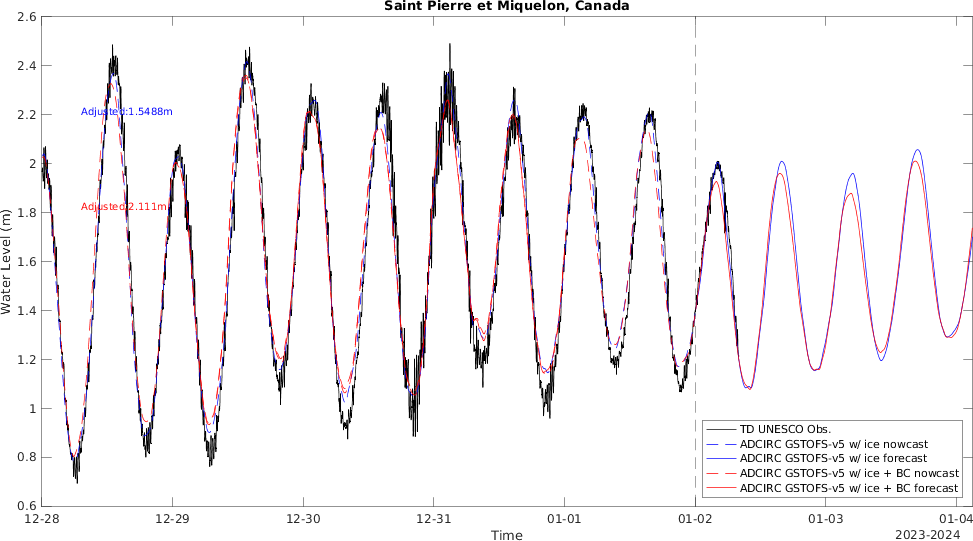 Saint Pierre et Miquelon, Canada
2.6
2.4
2.2
2
1.8
1.6
1.4
1.2
1
0.8
0.6
Water Level (m)
Adjusted:1.5488m
Adjusted:2.111m
TD UNESCO Obs.
ADCIRC GSTOFS-v5 w/ ice nowcast
ADCIRC GSTOFS-v5 w/ ice forecast
ADCIRC GSTOFS-v5 w/ ice + BC nowcast
ADCIRC GSTOFS-v5 w/ ice + BC forecast
12-28 12-29 12-30 12-31 01-01 01-02 01-03 01-04
Time
2023-2024